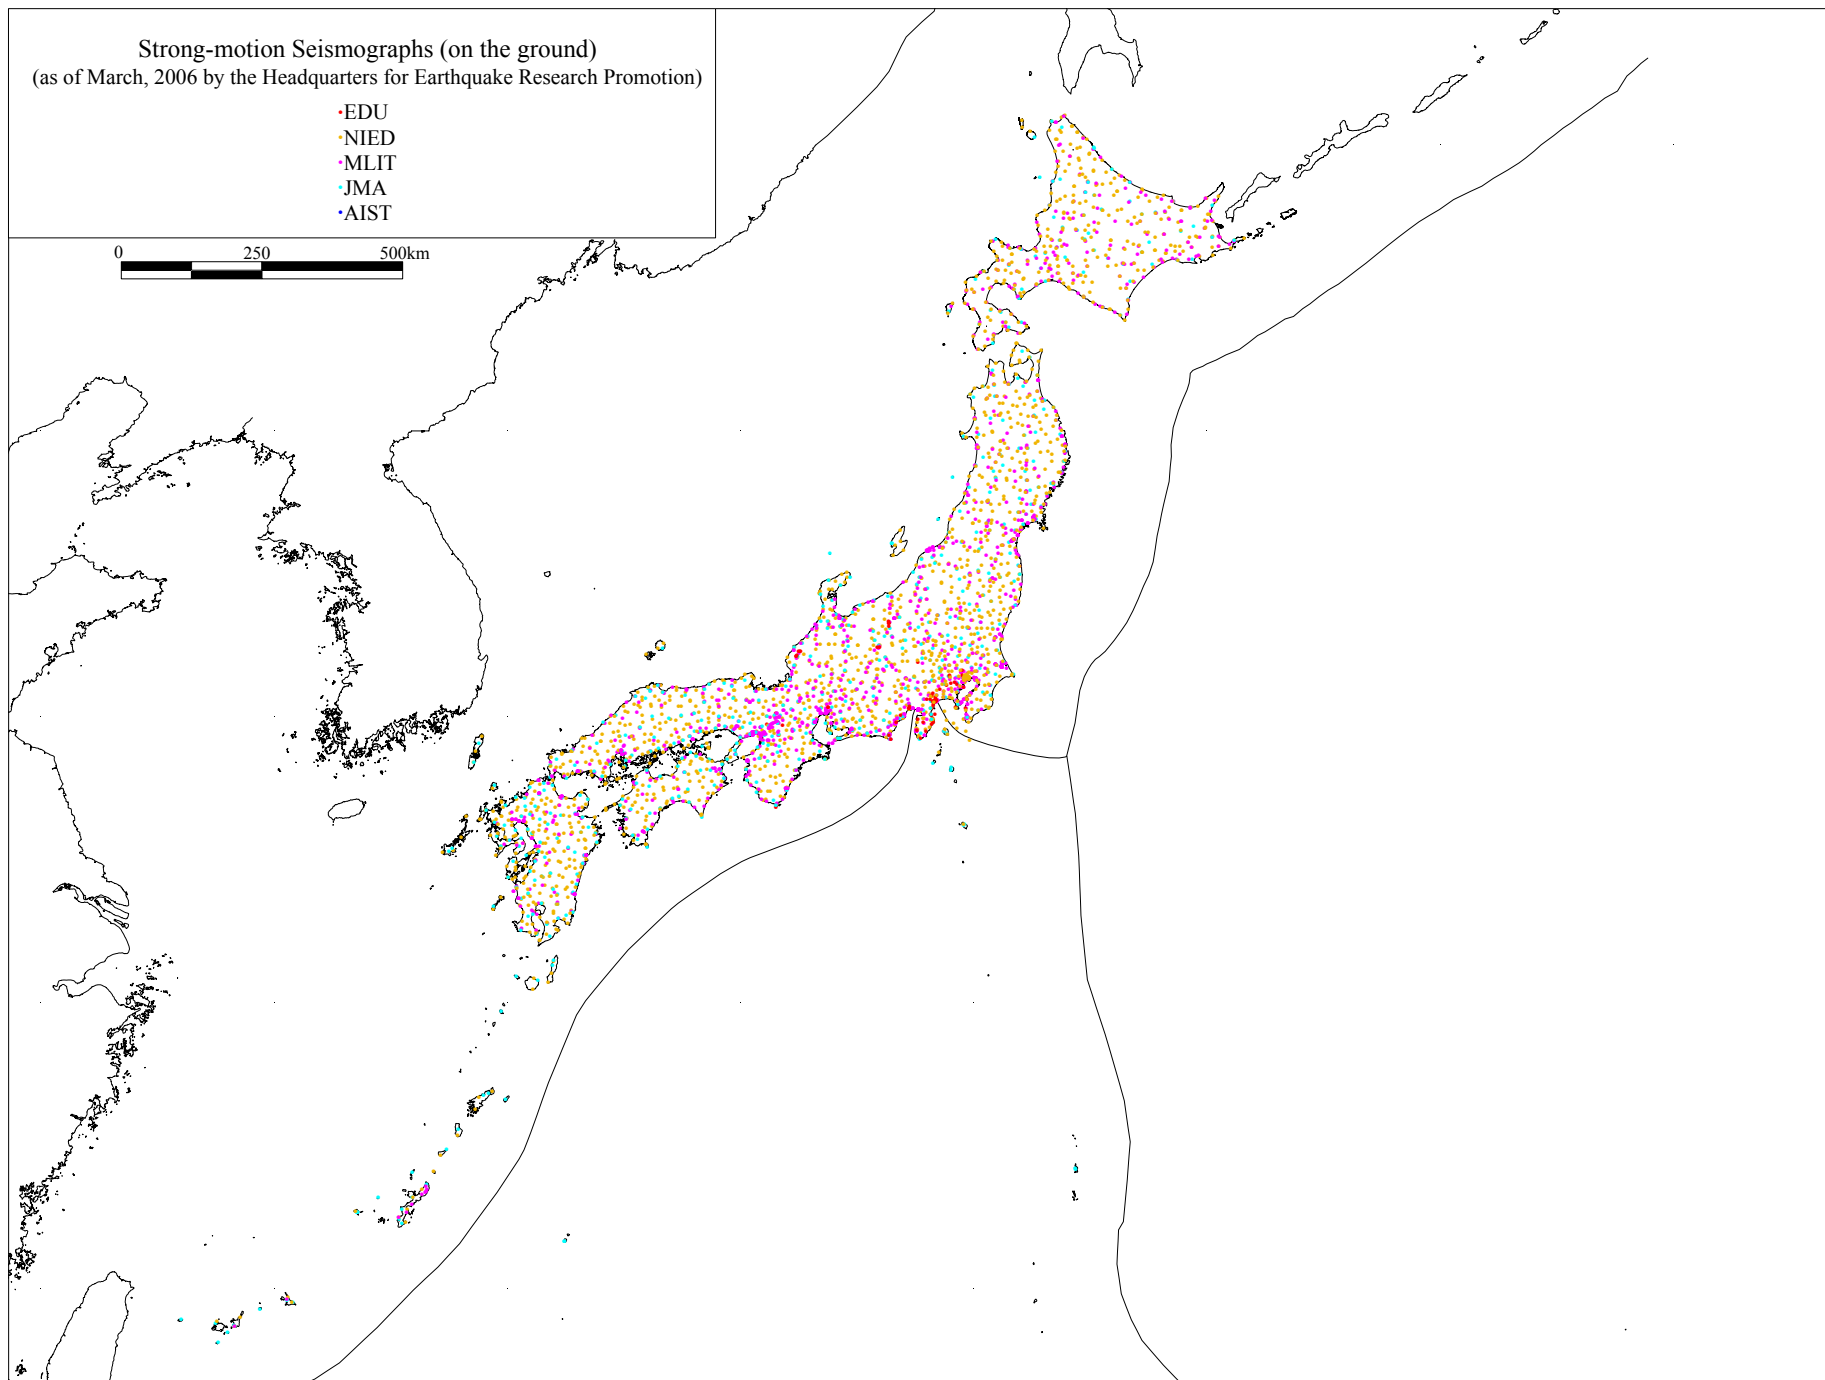 Strong-motion Seismographs (on the ground)
(as of March, 2006 by the Headquarters for Earthquake Research Promotion)
EDU
NIED
MLIT
JMA
AIST
0 250 500km